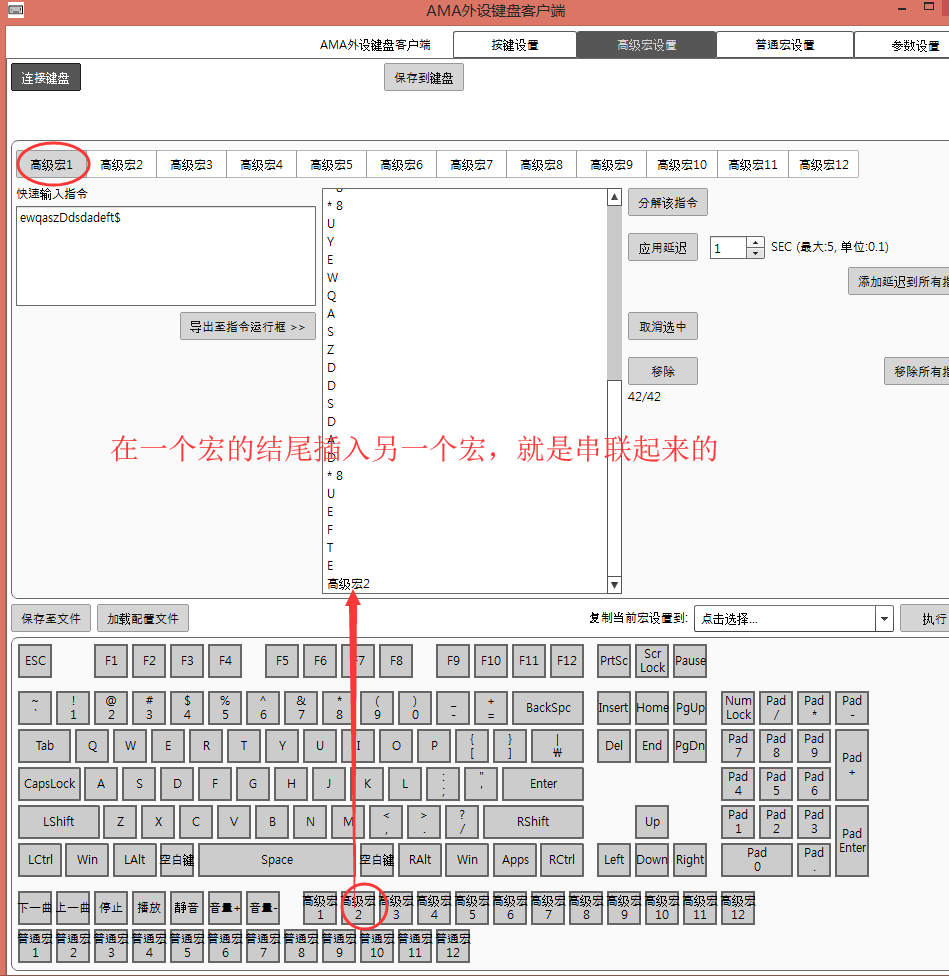 AMA外设键盘客户端
AMA外设键盘客户端 按键设置 高级宏设置 普通宏设置 参数设置
连接键盘 保存到键盘
高级宏1 高级宏2 高级宏3 高级宏4 高级宏5 高级宏6 高级宏7 高级宏8 高级宏9 高级宏10 高级宏11 高级宏12
快速输入指令
ewqaszDdsdadeft$
导出至指令运行框 >>
* 8
U
Y
E
W
Q
A
S
Z
D
D
S
D
A
D
* 8
U
E
F
T
E
高级宏2
分解该指令
应用延迟 1 SEC (最大:5, 单位:0.1)
添加延迟到所有指
取消选中
移除 移除所有指
42/42
在一个宏的结尾插入另一个宏，就是串联起来的
保存至文件 加载配置文件 复制当前宏设置到: 点击选择... 执行
ESC F1 F2 F3 F4 F5 F6 F7 F8 F9 F10 F11 F12 PrtSc Scr Lock Pause
~ ` ! 1 @ 2 # 3 $ 4 % 5 ^ 6 & 7 * 8 ( 9 ) 0 _ - + = BackSpc Insert Home PgUp Num Lock Pad / Pad * Pad -
Tab Q W E R T Y U I O P { [ } ] | ₩ Del End PgDn Pad 7 Pad 8 Pad 9 Pad +
CapsLock A S D F G H J K L : ; " ' Enter Pad 4 Pad 5 Pad 6
LShift Z X C V B N M < , > . ? / RShift Up Pad 1 Pad 2 Pad 3 Pad Enter
LCtrl Win LAlt 空白键 Space 空白键 RAlt Win Apps RCtrl Left Down Right Pad 0 Pad .
下一曲 上一曲 停止 播放 静音 音量+ 音量- 高级宏 1 高级宏 2 高级宏 3 高级宏 4 高级宏 5 高级宏 6 高级宏 7 高级宏 8 高级宏 9 高级宏 10 高级宏 11 高级宏 12
普通宏 1 普通宏 2 普通宏 3 普通宏 4 普通宏 5 普通宏 6 普通宏 7 普通宏 8 普通宏 9 普通宏 10 普通宏 11 普通宏 12